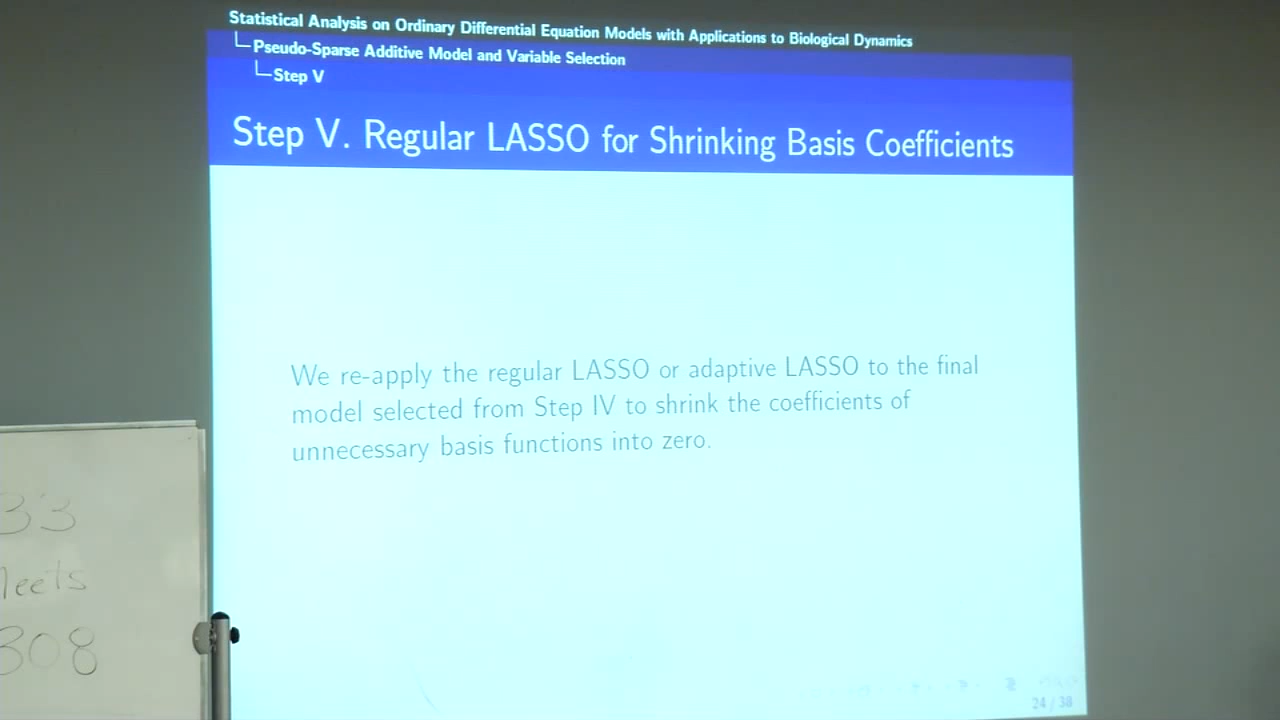 Statistical Analysis on Ordinary Differential Equation Models with Applications to Biological Dynamics
Pseudo-Sparse Additive Model and Variable Selection
Step V
Step V. Regular LASSO for Shrinking Basis Coefficients
We re-apply the regular LASSO or adaptive LASSO to the final
model selected from Step IV to shrink the coefficients of
unnecessary basis functions into zero.
24 / 38
33
308